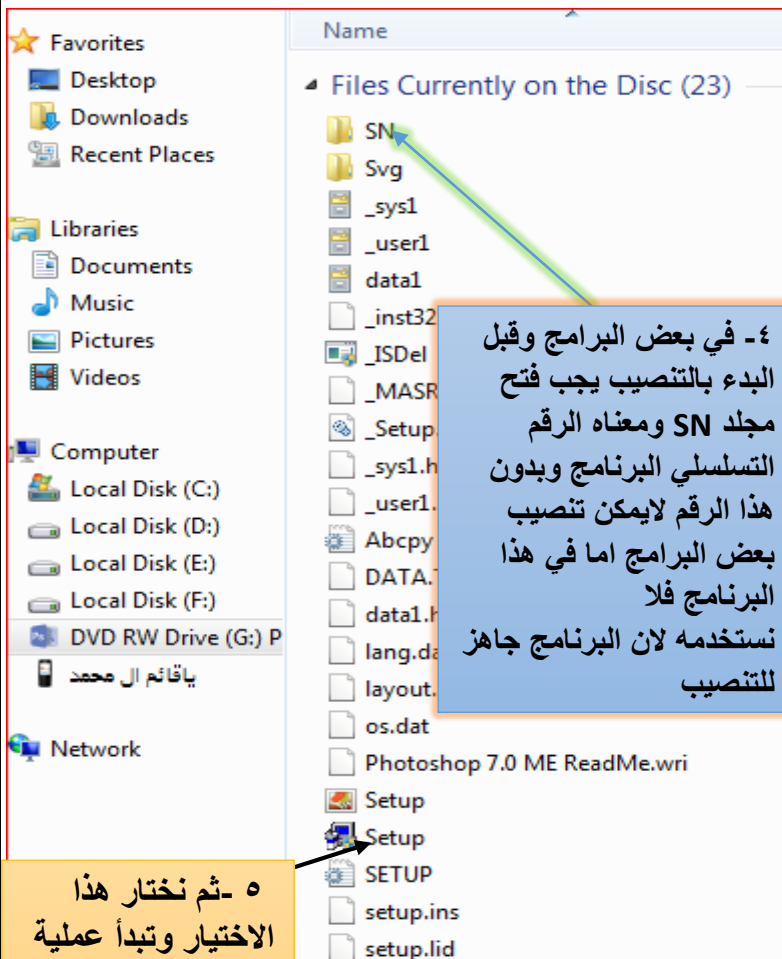 Favorites
Desktop
Downloads
Recent Places
Libraries
Documents
Music
Pictures
Videos
Computer
Local Disk (C:)
Local Disk (D:)
Local Disk (E:)
Local Disk (F:)
DVD RW Drive (G:) P
ياقائم ال محمد
Network
Name
Files Currently on the Disc (23)
SN
Svg
_sys1
_user1
data1
_inst32
_ISDel
_MASR
_Setup.
_sys1.h
_user1.
Abcpy
DATA.
data1.h
lang.da
layout.
os.dat
Photoshop 7.0 ME ReadMe.wri
Setup
Setup
SETUP
setup.ins
setup.lid
٤- في بعض البرامج وقبل
البدء بالتنصيب يجب فتح
مجلد SN ومعناه الرقم
التسلسلي البرنامج وبدون
هذا الرقم لايمكن تنصيب
بعض البرامج اما في هذا
البرنامج فلا
نستخدمه لان البرنامج جاهز
للتنصيب
٥ -ثم نختار هذا
الاختيار وتبدأ عملية